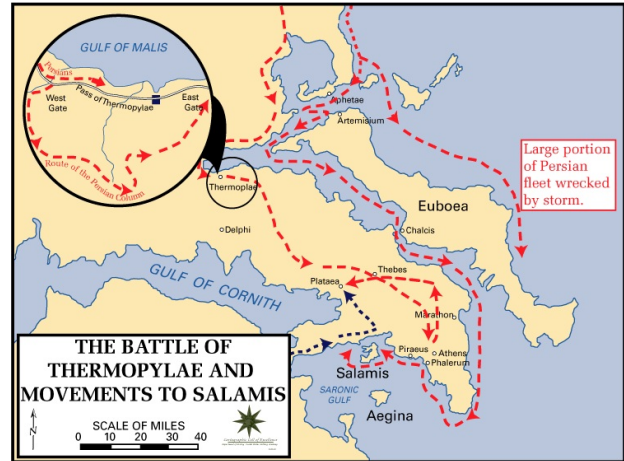 GULF OF MALIS
Persians
West
Gate
Pass of Thermopylae
East
Gate
Route of the Persian Column
Aphetae
Artemisium
Large portion
of Persian
fleet wrecked
by storm.
Thermoplae
Euboea
Delphi
Chalcis
GULF OF CORNITH
Thebes
Plataea
Marathon
Piraeus
Athens
Phalerum
Salamis
SARONIC
GULF
Aegina
THE BATTLE OF
THERMOPYLAE AND
MOVEMENTS TO SALAMIS
N
SCALE OF MILES
0 10 20 30 40